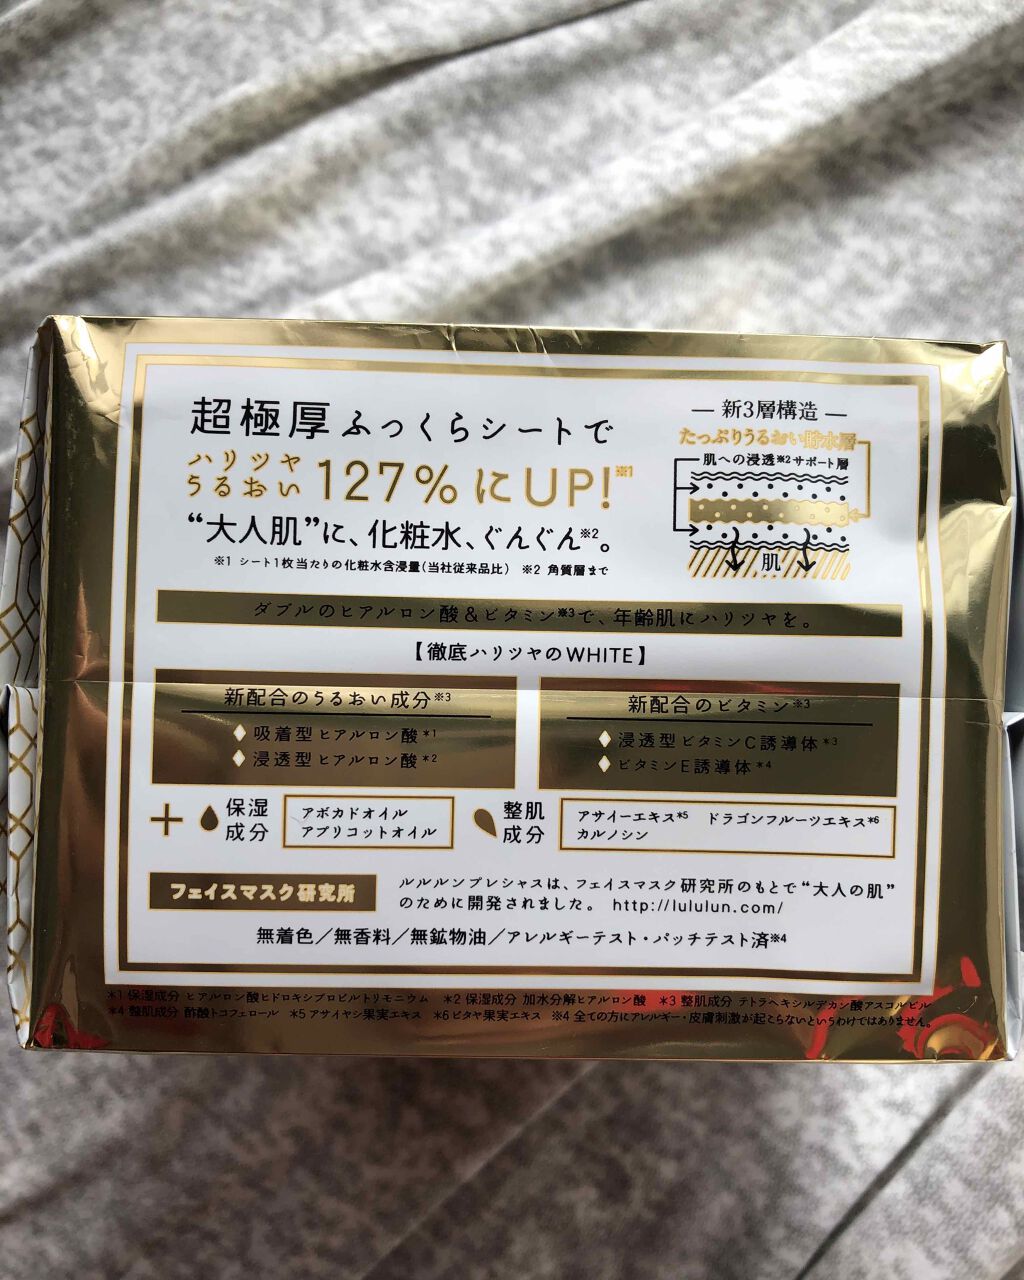 超極厚ふっくらシートで
ハリツヤ
うるおい 127%にUP!※1
“大人肌”に、化粧水、ぐんぐん※2。
※1 シート1枚当たりの化粧水含浸量(当社従来品比) ※2 角質層まで
— 新3層構造 —
たっぷりうるおい貯水層
肌への浸透※2サポート層
肌
ダブルのヒアルロン酸&ビタミン※3で、年齢肌にハリツヤを。
【徹底ハリツヤのWHITE】
新配合のうるおい成分※3
吸着型ヒアルロン酸*1
浸透型ヒアルロン酸*2
新配合のビタミン※3
浸透型ビタミンC誘導体*3
ビタミンE誘導体*4
+ 保湿成分
アボカドオイル
アプリコットオイル
整肌成分
アサイーエキス*5 ドラゴンフルーツエキス*6
カルノシン
フェイスマスク研究所
ルルルンプレシャスは、フェイスマスク研究所のもとで“大人の肌”
のために開発されました。 http://lululun.com/
無着色/無香料/無鉱物油/アレルギーテスト・パッチテスト済※4
*1 保湿成分 ヒアルロン酸ヒドロキシプロピルトリモニウム *2 保湿成分 加水分解ヒアルロン酸 *3 整肌成分 テトラヘキシルデカン酸アスコルビル
*4 整肌成分 酢酸トコフェロール *5 アサイヤシ果実エキス *6 ピタヤ果実エキス ※4 全ての方にアレルギー・皮膚刺激が起こらないというわけではありません。